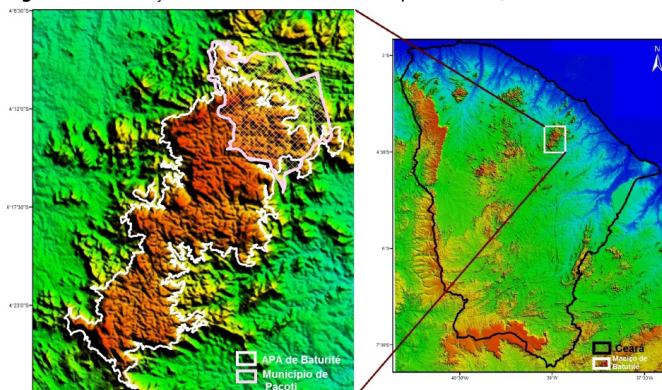 4°6'30"S
4°12'0"S
4°17'30"S
4°23'0"S
APA de Baturité
Município de
Pacoti
N
3°S
4°30'S
6°S
7°30'S
40°30'W
39°W
37°30'W
Ceará
Maciço de
Baturité